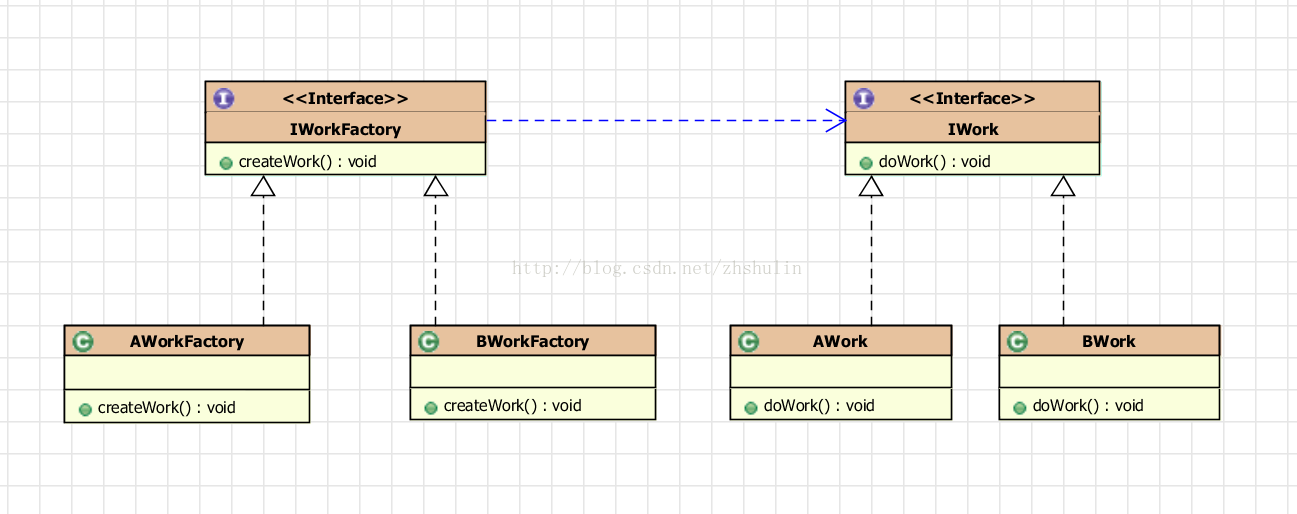 <<Interface>>
IWorkFactory
createWork() : void
<<Interface>>
IWork
doWork() : void
http://blog.csdn.net/zhshulin
AWorkFactory
createWork() : void
BWorkFactory
createWork() : void
AWork
doWork() : void
BWork
doWork() : void